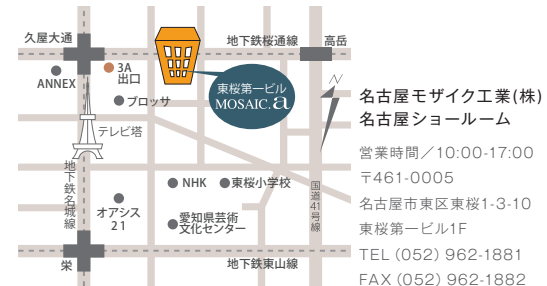 久屋大通
地下鉄桜通線
高岳
3A
出口
ANNEX
ブロッサ
東桜第一ビル
MOSAIC.a
テレビ塔
地下鉄名城線
NHK
東桜小学校
オアシス
21
愛知県芸術
文化センター
国道41号線
栄
地下鉄東山線
N
名古屋モザイク工業(株)
名古屋ショールーム
営業時間／10:00-17:00
〒461-0005
名古屋市東区東桜1-3-10
東桜第一ビル1F
TEL (052) 962-1881
FAX (052) 962-1882